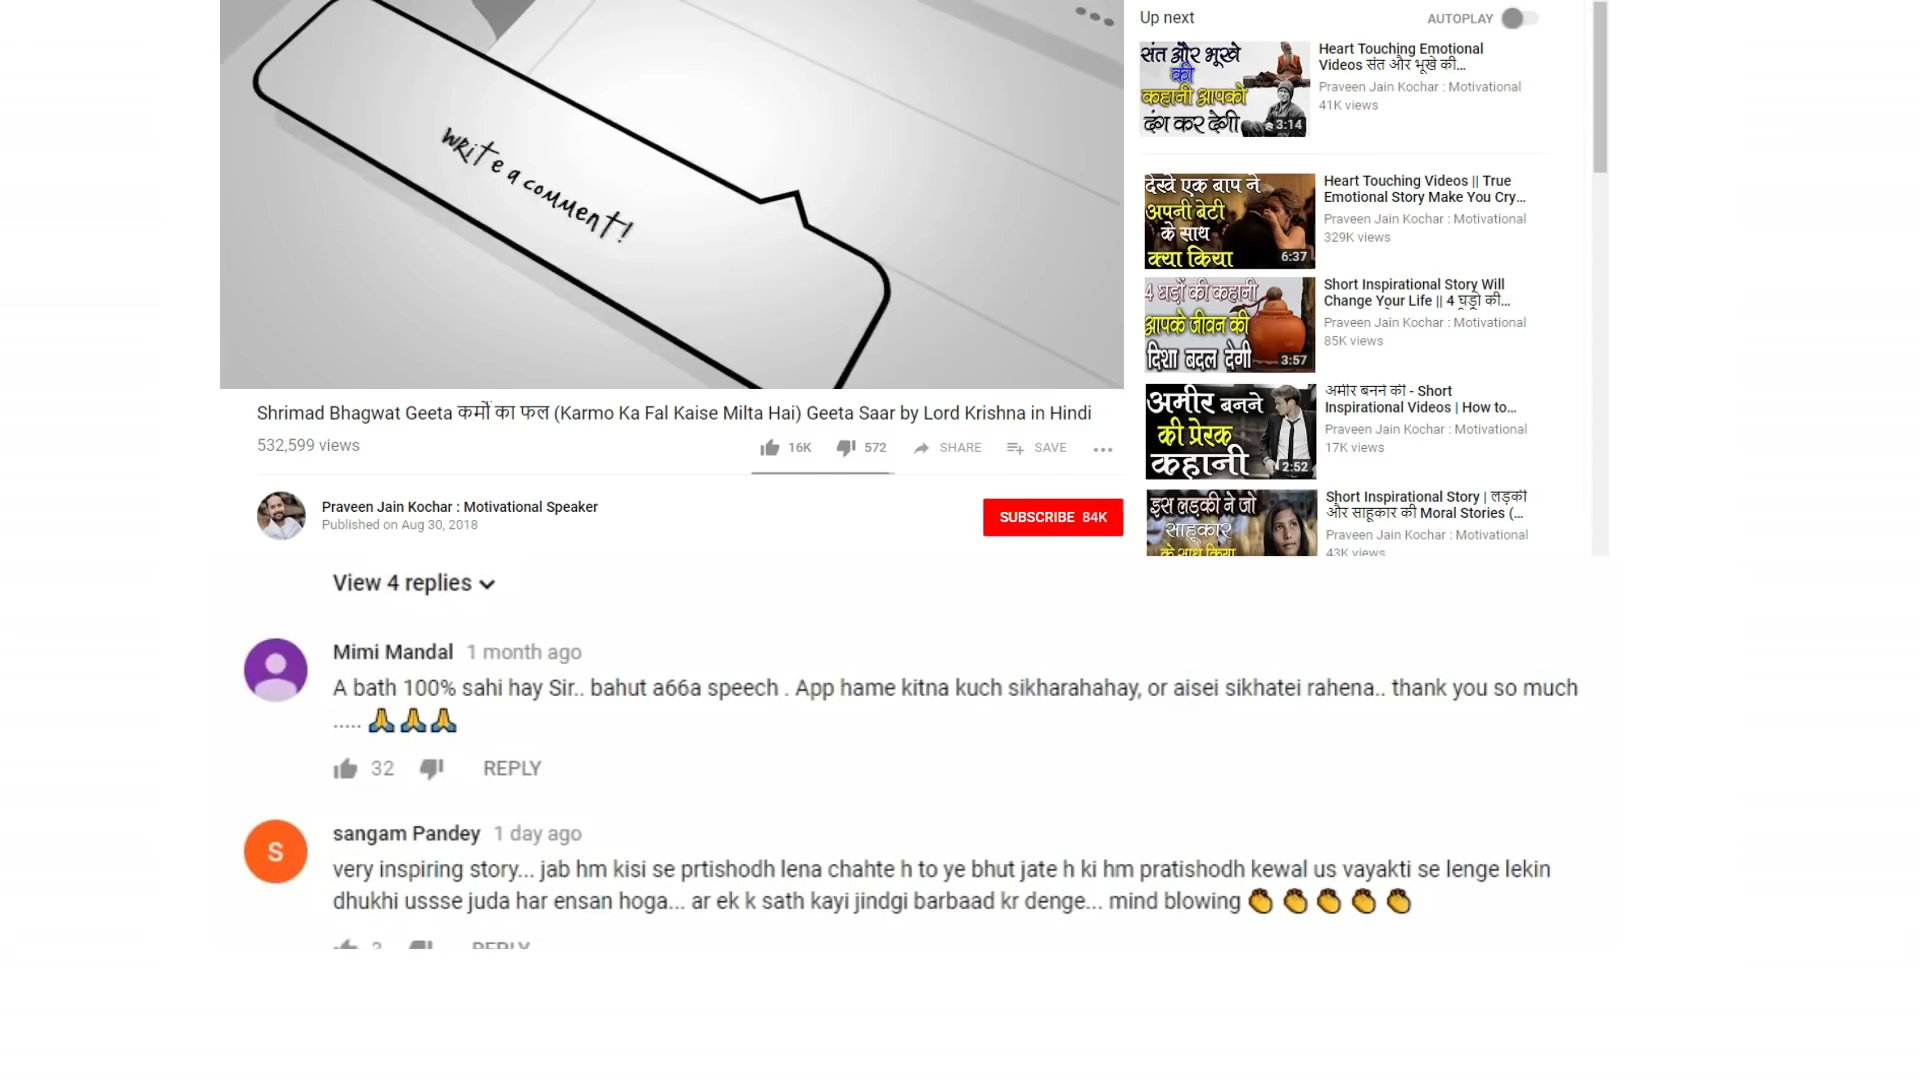 write a comment!
Shrimad Bhagwat Geeta कर्मो का फल (Karmo Ka Fal Kaise Milta Hai) Geeta Saar by Lord Krishna in Hindi
532,599 views
16K 572 SHARE SAVE
Praveen Jain Kochar : Motivational Speaker
Published on Aug 30, 2018
SUBSCRIBE 84K
Up next
AUTOPLAY
संत और भूखे
की
कहानी आपको
दंग कर देगी
3:14
Heart Touching Emotional
Videos संत और भूखे की...
Praveen Jain Kochar : Motivational
41K views
देखे एक बाप ने
अपनी बेटी
के साथ
क्या किया
6:37
Heart Touching Videos || True
Emotional Story Make You Cry...
Praveen Jain Kochar : Motivational
329K views
4 घड़ों की कहानी
आपके जीवन की
दिशा बदल देगी
3:57
Short Inspirational Story Will
Change Your Life || 4 घड़ो की...
Praveen Jain Kochar : Motivational
85K views
अमीर बनने
की प्रेरक
कहानी
2:52
अमीर बनने की - Short
Inspirational Videos | How to...
Praveen Jain Kochar : Motivational
17K views
इस लड़की ने जो
साहूकार
के साथ किया
Short Inspirational Story | लड़की
और साहूकार की Moral Stories (...
Praveen Jain Kochar : Motivational
43K views
View 4 replies
Mimi Mandal 1 month ago
A bath 100% sahi hay Sir.. bahut a66a speech . App hame kitna kuch sikharahahay, or aisei sikhatei rahena.. thank you so much
..... 🙏🙏🙏
32 REPLY
S
sangam Pandey 1 day ago
very inspiring story... jab hm kisi se prtishodh lena chahte h to ye bhut jate h ki hm pratishodh kewal us vayakti se lenge lekin
dhukhi ussse juda har ensan hoga... ar ek k sath kayi jindgi barbaad kr denge... mind blowing 👏 👏 👏 👏 👏
3 REPLY